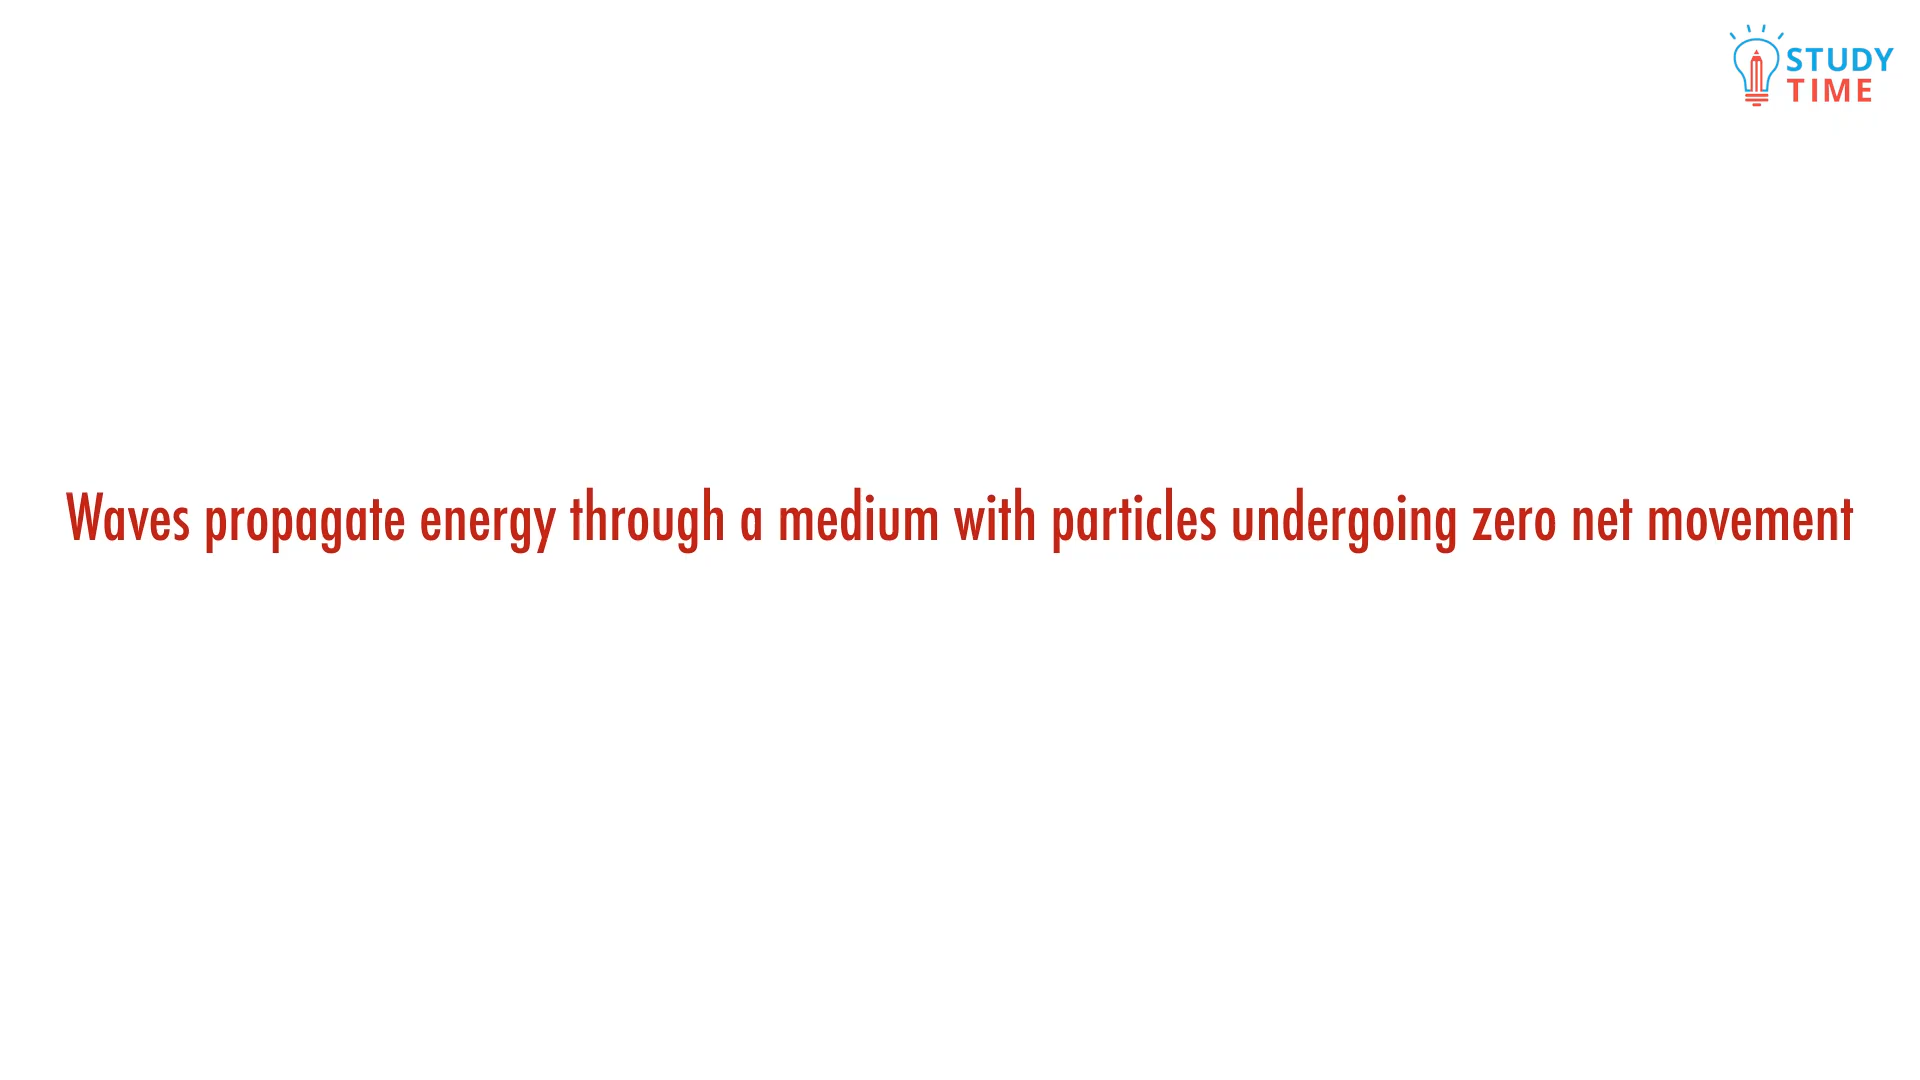 STUDY
TIME
Waves propagate energy through a medium with particles undergoing zero net movement